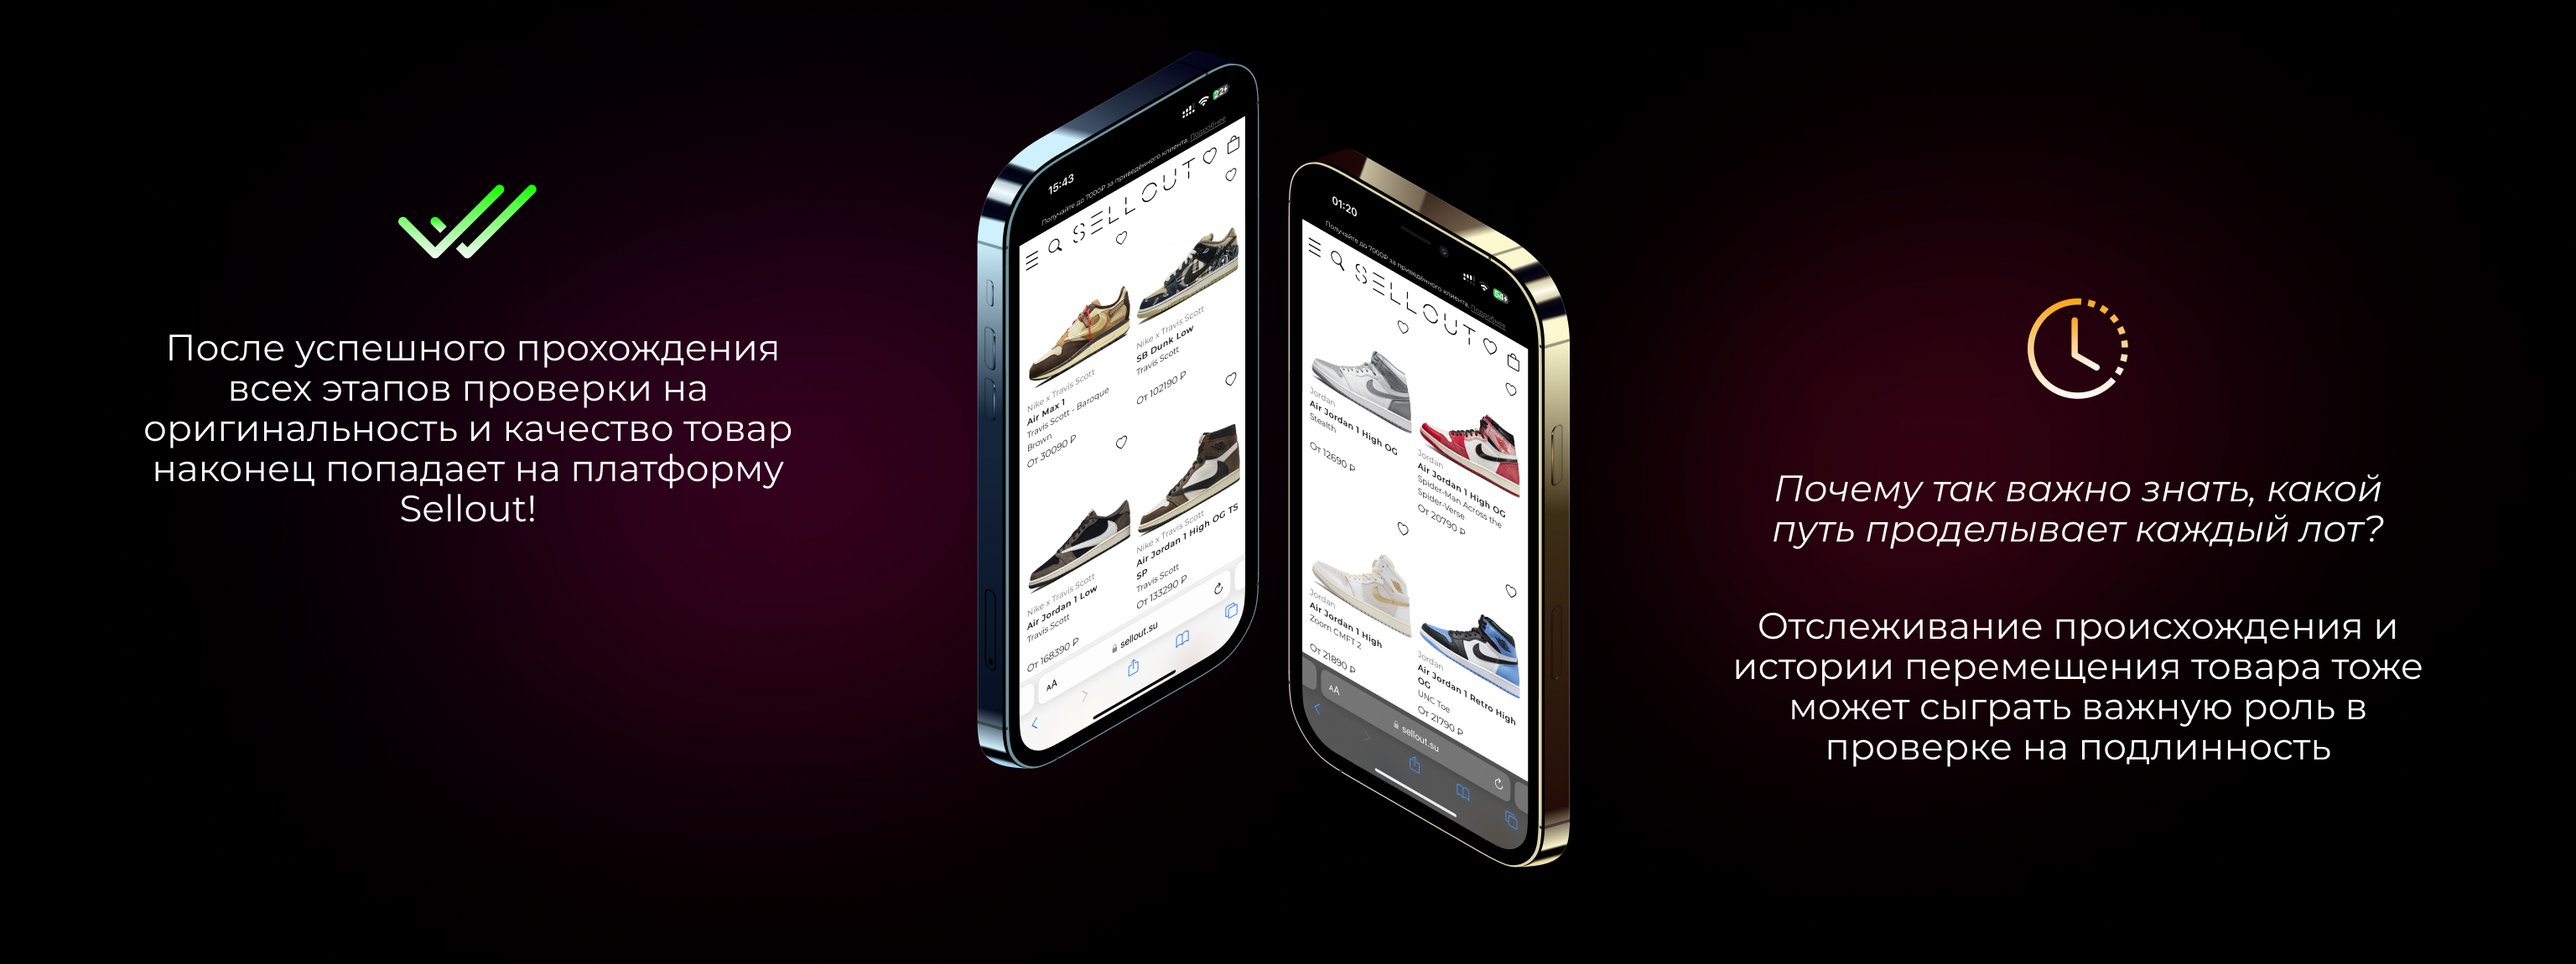 После успешного прохождения
всех этапов проверки на
оригинальность и качество товар
наконец попадает на платформу
Sellout!
15:43
22
Получайте до 7000₽ за приведённого клиента. Подробнее
SELLOUT
Nike x Travis Scott
Air Max 1
Travis Scott - Baroque
Brown
От 30090 ₽
Nike x Travis Scott
SB Dunk Low
Travis Scott
От 102190 ₽
Nike x Travis Scott
Air Jordan 1 Low
Travis Scott
От 168390 ₽
Nike x Travis Scott
Air Jordan 1 High OG TS
SP
Travis Scott
От 133290 ₽
AA
sellout.su
01:20
Получайте до 7000₽ за приведённого клиента. Подробнее
SELLOUT
Jordan
Air Jordan 1 High OG
Stealth
От 12690 ₽
Jordan
Air Jordan 1 High OG
Spider-Man Across the
Spider-Verse
От 20790 ₽
Jordan
Air Jordan 1 High
Zoom CMFT 2
От 21890 ₽
Jordan
Air Jordan 1 Retro High
OG
UNC Toe
От 21790 ₽
AA
sellout.su
Почему так важно знать, какой
путь проделывает каждый лот?
Отслеживание происхождения и
истории перемещения товара тоже
может сыграть важную роль в
проверке на подлинность